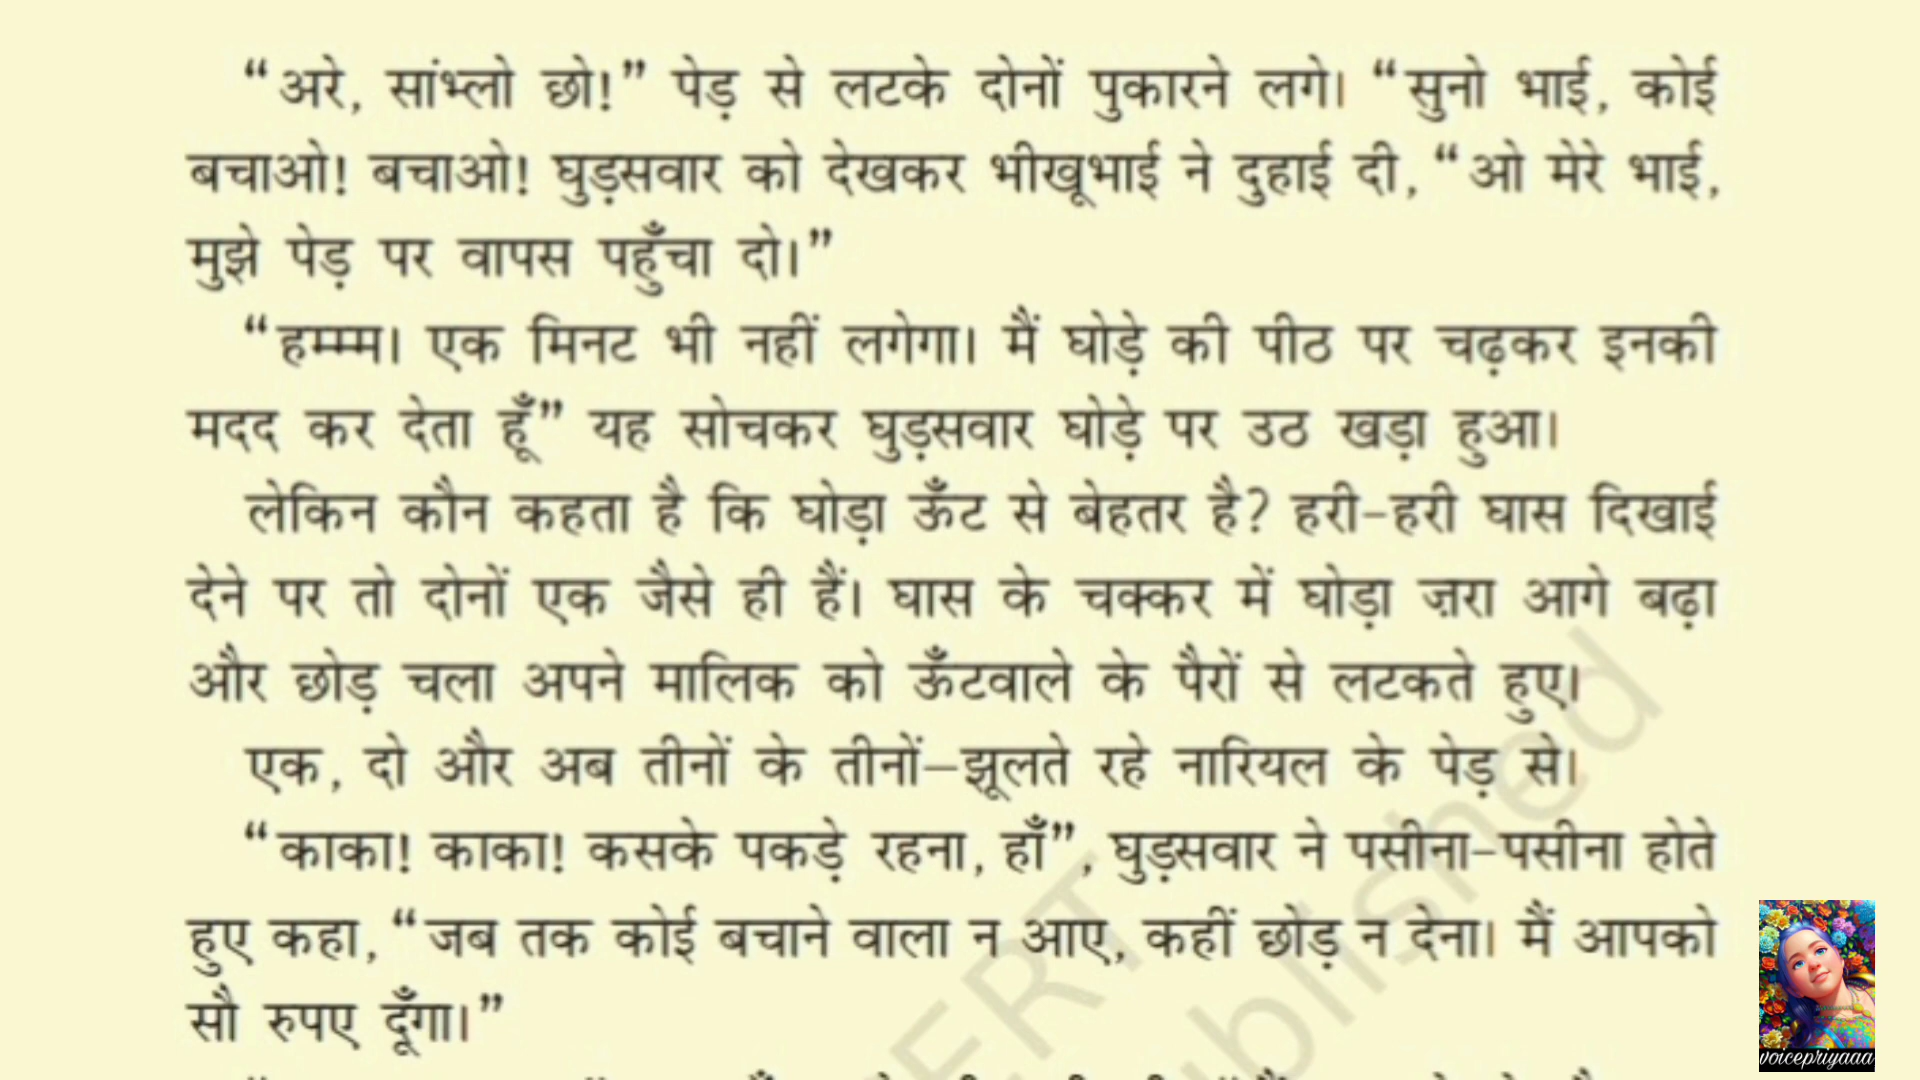 “अरे, सांभ्लो छो!” पेड़ से लटके दोनों पुकारने लगे। “सुनो भाई, कोई
बचाओ! बचाओ! घुड़सवार को देखकर भीखूभाई ने दुहाई दी, “ओ मेरे भाई,
मुझे पेड़ पर वापस पहुँचा दो।”
“हम्म्म। एक मिनट भी नहीं लगेगा। मैं घोड़े की पीठ पर चढ़कर इनकी
मदद कर देता हूँ” यह सोचकर घुड़सवार घोड़े पर उठ खड़ा हुआ।
लेकिन कौन कहता है कि घोड़ा ऊँट से बेहतर है? हरी-हरी घास दिखाई
देने पर तो दोनों एक जैसे ही हैं। घास के चक्कर में घोड़ा ज़रा आगे बढ़ा
और छोड़ चला अपने मालिक को ऊँटवाले के पैरों से लटकते हुए।
एक, दो और अब तीनों के तीनों–झूलते रहे नारियल के पेड़ से।
“काका! काका! कसके पकड़े रहना, हाँ”, घुड़सवार ने पसीना-पसीना होते
हुए कहा, “जब तक कोई बचाने वाला न आए, कहीं छोड़ न देना। मैं आपको
सौ रुपए दूँगा।”
voicepriyaaa